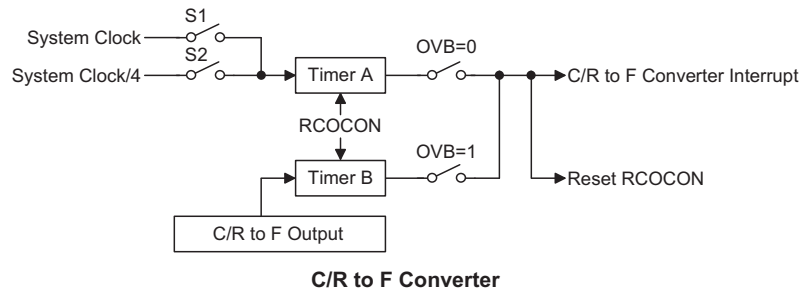 S1
System Clock
S2
System Clock/4
Timer A
OVB=0
C/R to F Converter Interrupt
RCOCON
OVB=1
Timer B
Reset RCOCON
C/R to F Output
C/R to F Converter